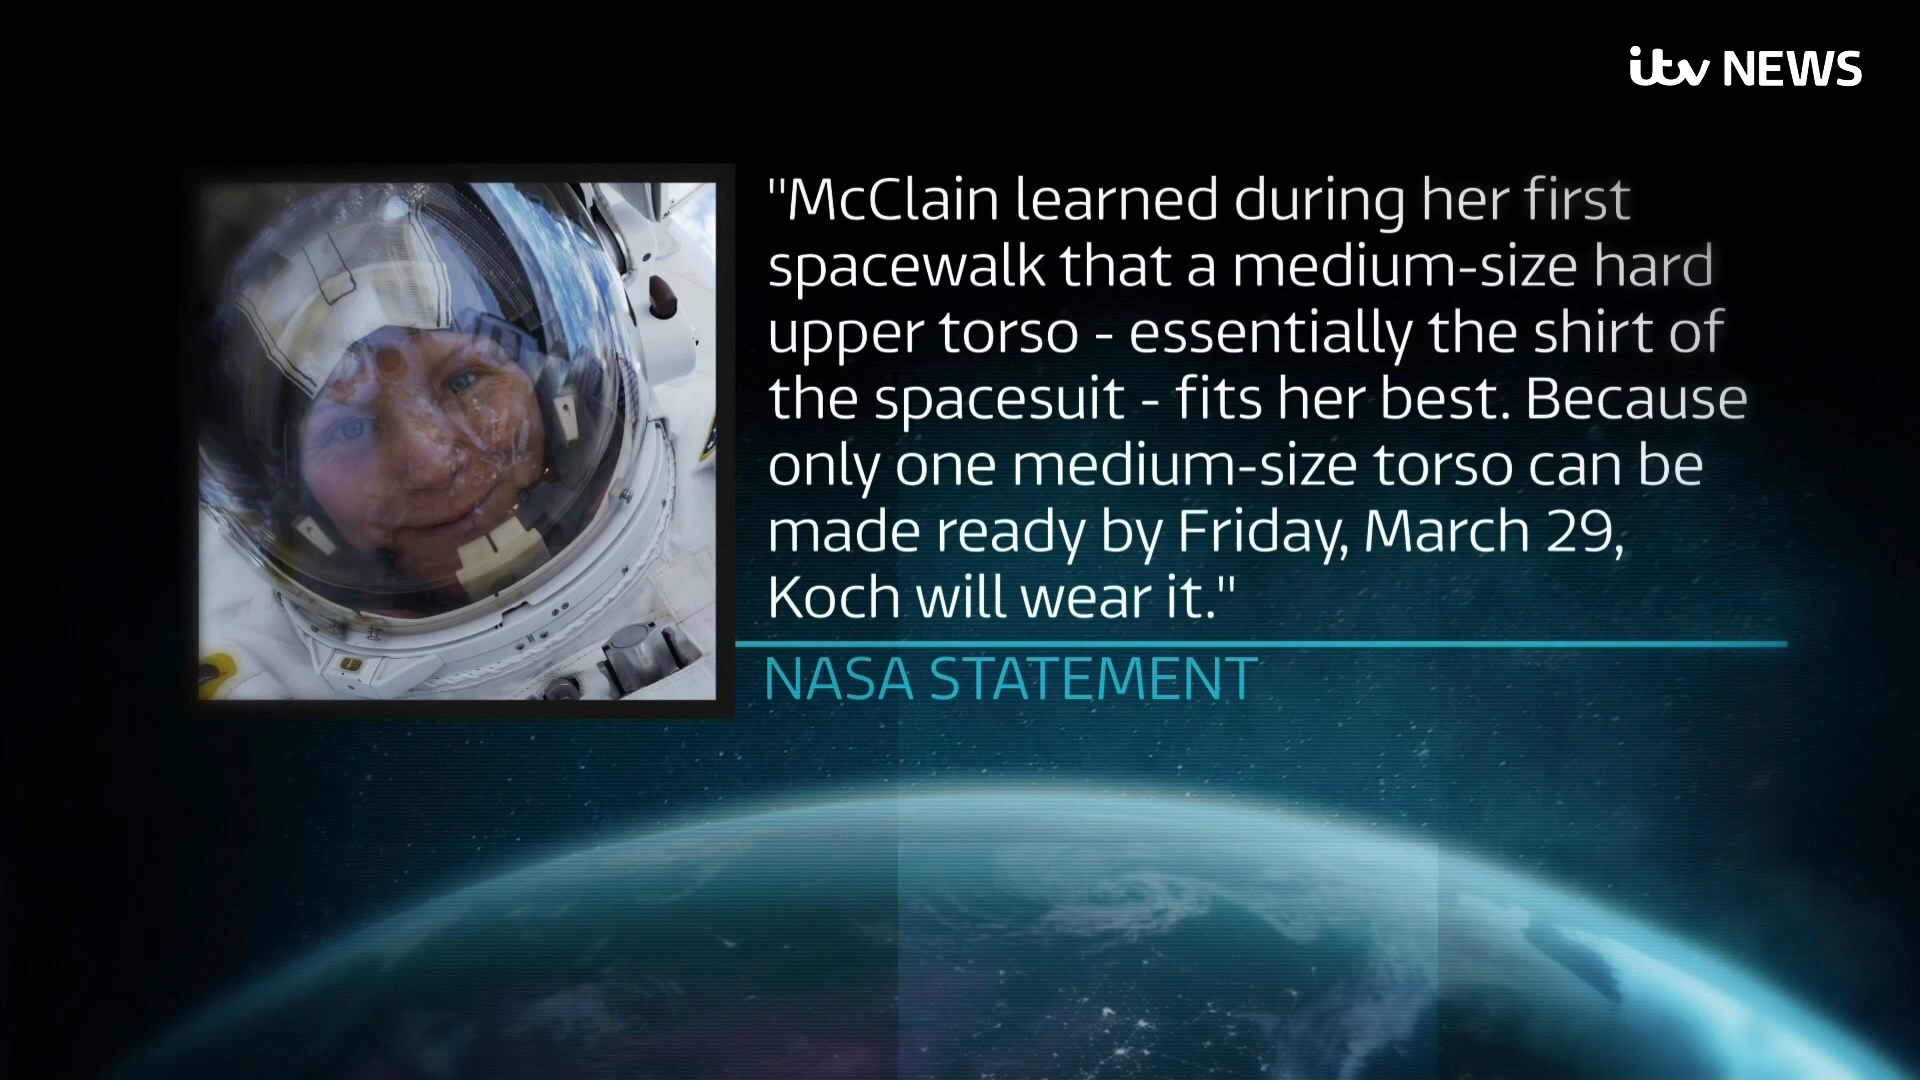 itv NEWS
"McClain learned during her first
spacewalk that a medium-size hard
upper torso - essentially the shirt of
the spacesuit - fits her best. Because
only one medium-size torso can be
made ready by Friday, March 29,
Koch will wear it."
NASA STATEMENT